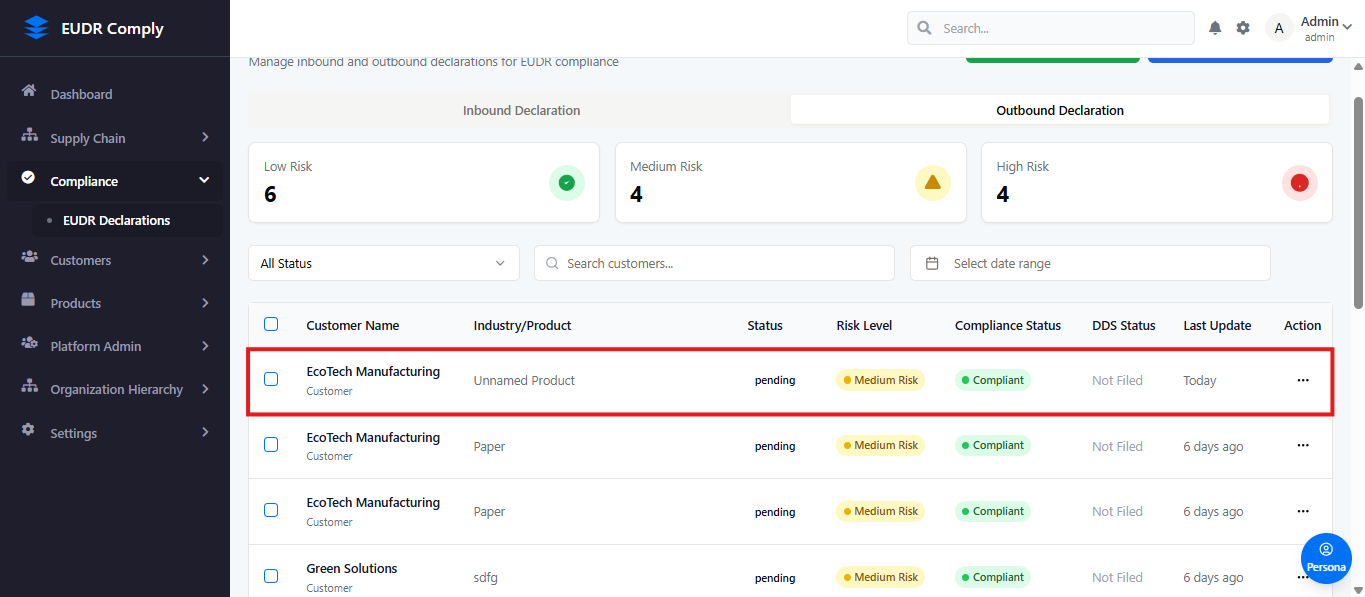 EUDR Comply
Search...
A
Admin
admin
Dashboard
Supply Chain
Compliance
EUDR Declarations
Customers
Products
Platform Admin
Organization Hierarchy
Settings
Manage inbound and outbound declarations for EUDR compliance
Inbound Declaration Outbound Declaration
Low Risk
6
Medium Risk
4
High Risk
4
All Status
Search customers...
Select date range
Customer Name Industry/Product Status Risk Level Compliance Status DDS Status Last Update Action
EcoTech Manufacturing
Customer
Unnamed Product pending Medium Risk Compliant Not Filed Today
EcoTech Manufacturing
Customer
Paper pending Medium Risk Compliant Not Filed 6 days ago
EcoTech Manufacturing
Customer
Paper pending Medium Risk Compliant Not Filed 6 days ago
Green Solutions
Customer
sdfg pending Medium Risk Compliant Not Filed 6 days ago
Persona